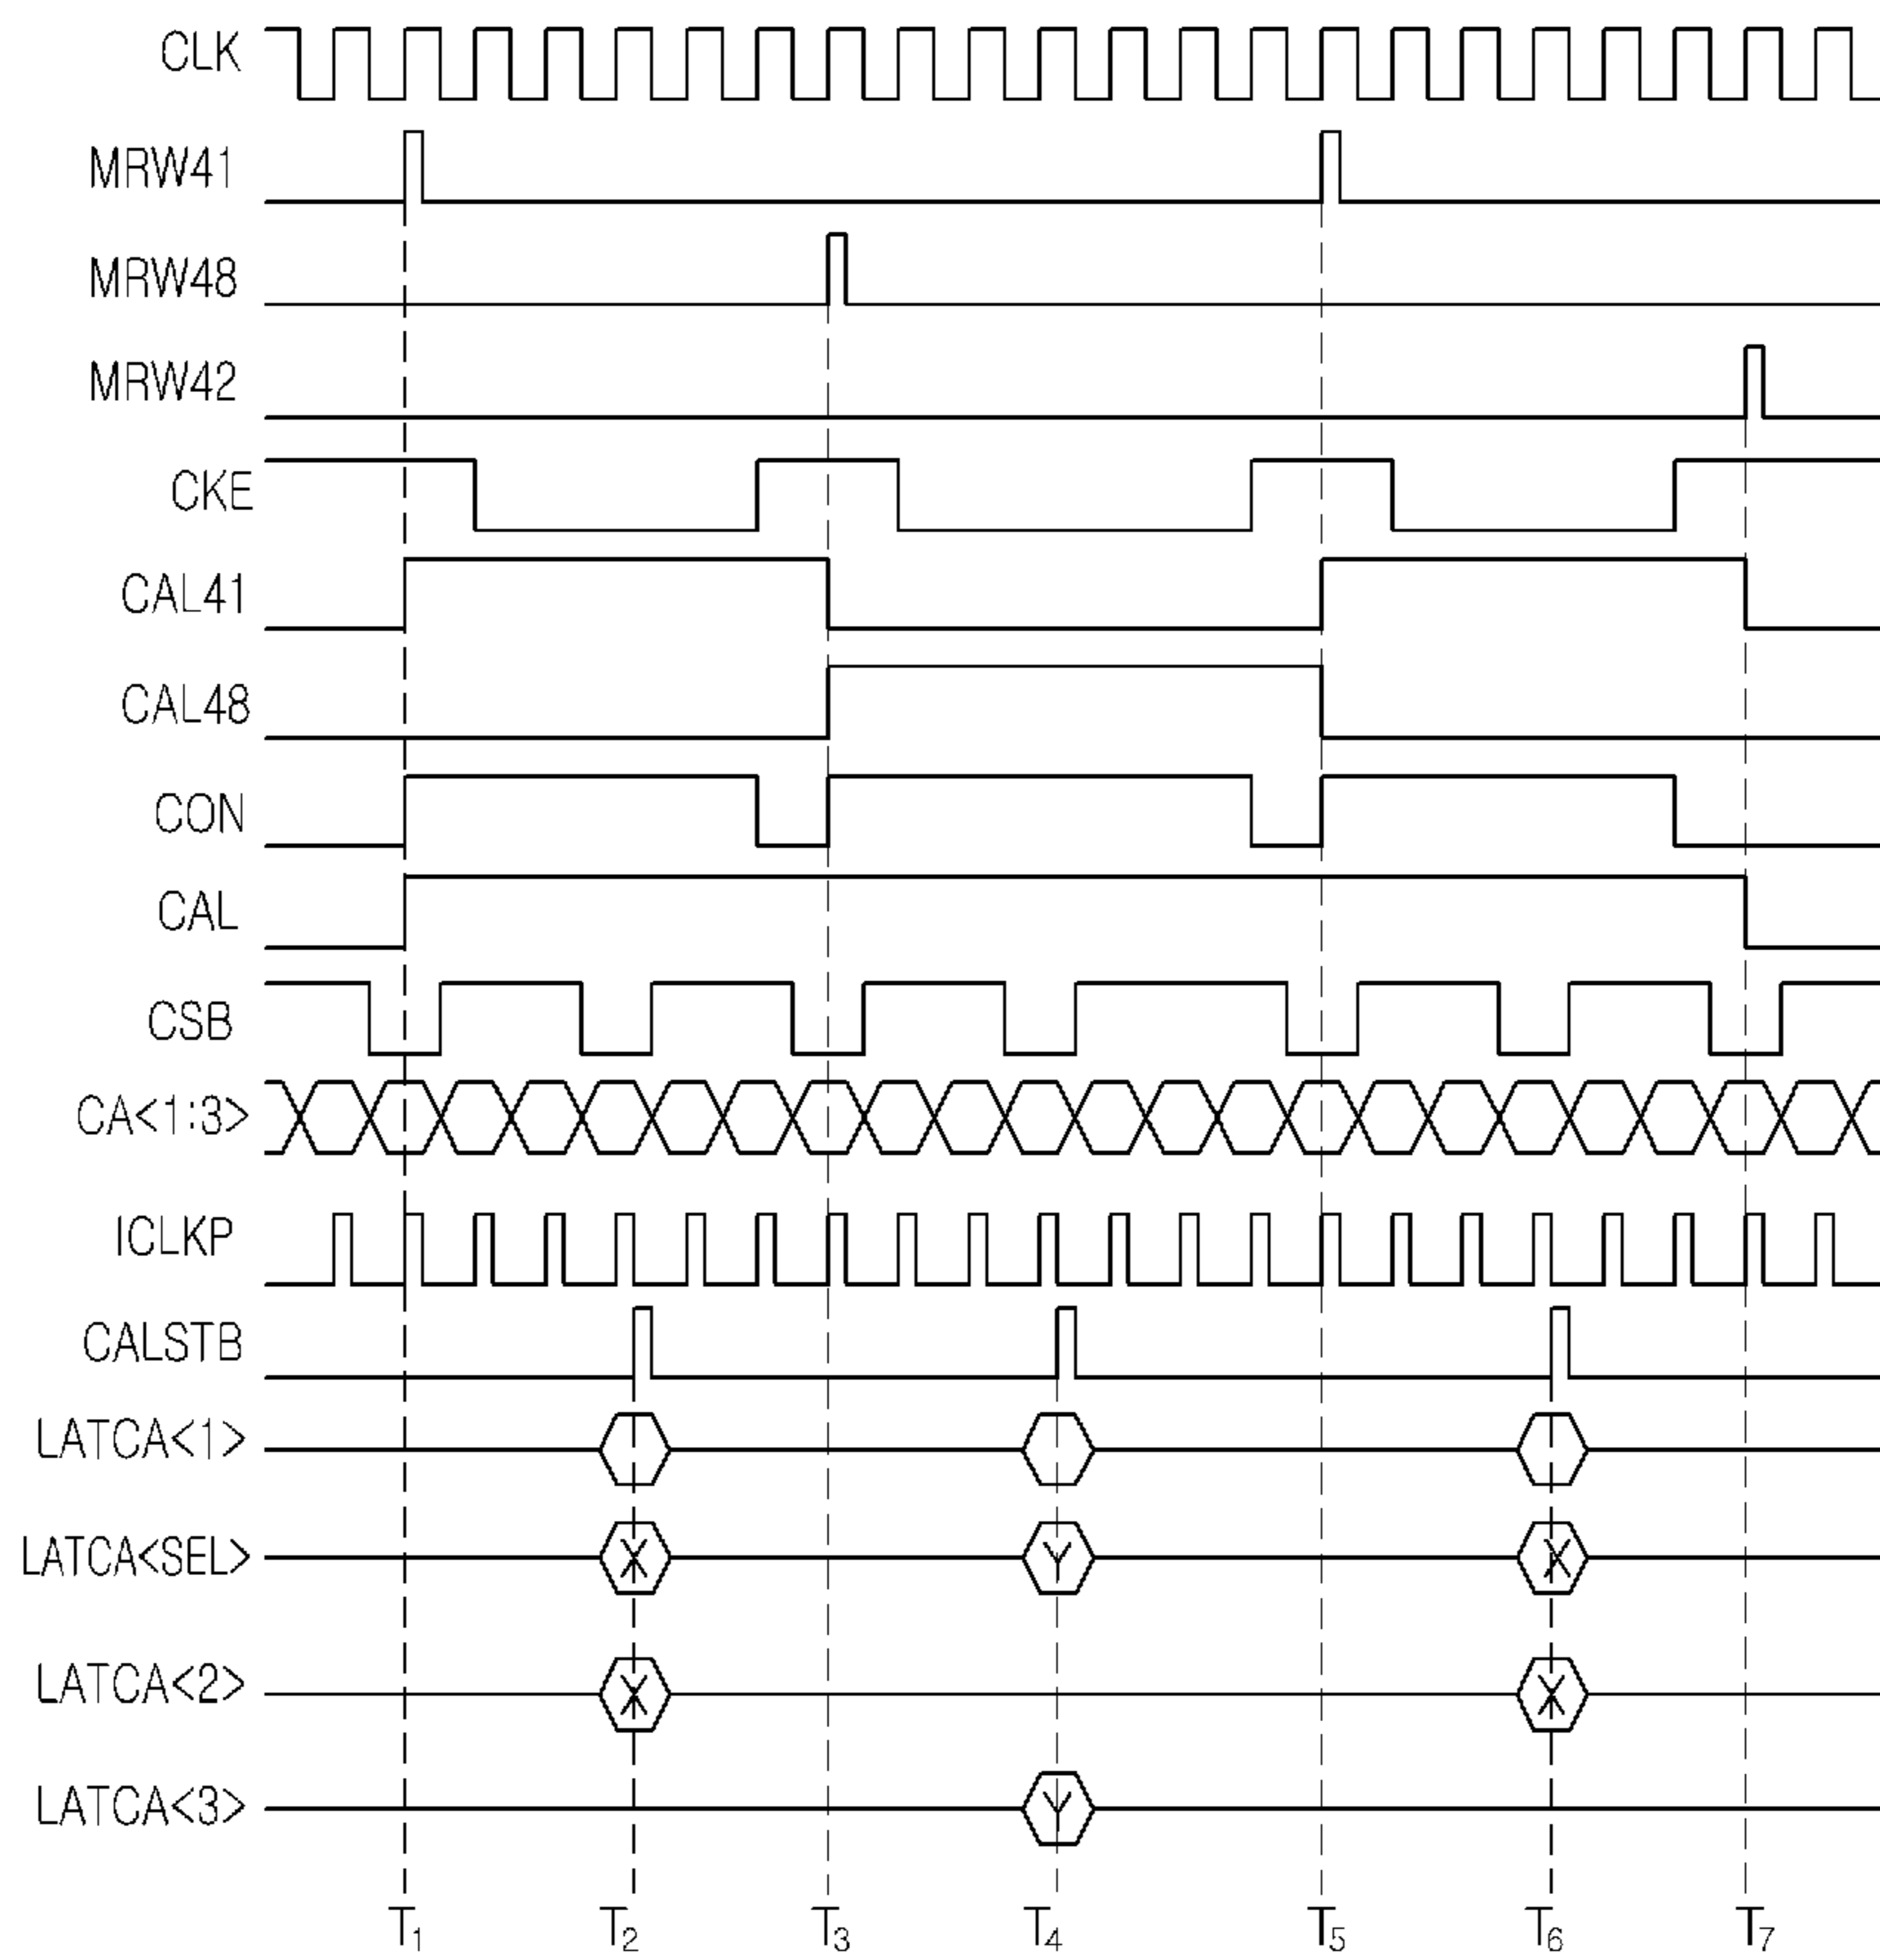 CLK
MRW41
MRW48
MRW42
CKE
CAL41
CAL48
CON
CAL
CSB
CA<1:3>
ICLKP
CALSTB
LATCA<1>
LATCA<SEL> X Y X
LATCA<2> X X
LATCA<3> Y
T1 T2 T3 T4 T5 T6 T7